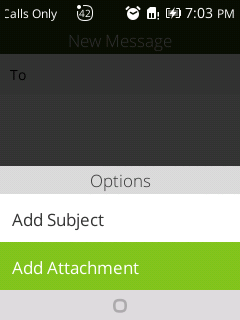 Calls Only 42 7:03 PM
New Message
To
Options
Add Subject
Add Attachment